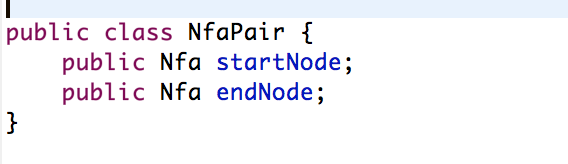 public class NfaPair {
    public Nfa startNode;
    public Nfa endNode;
}